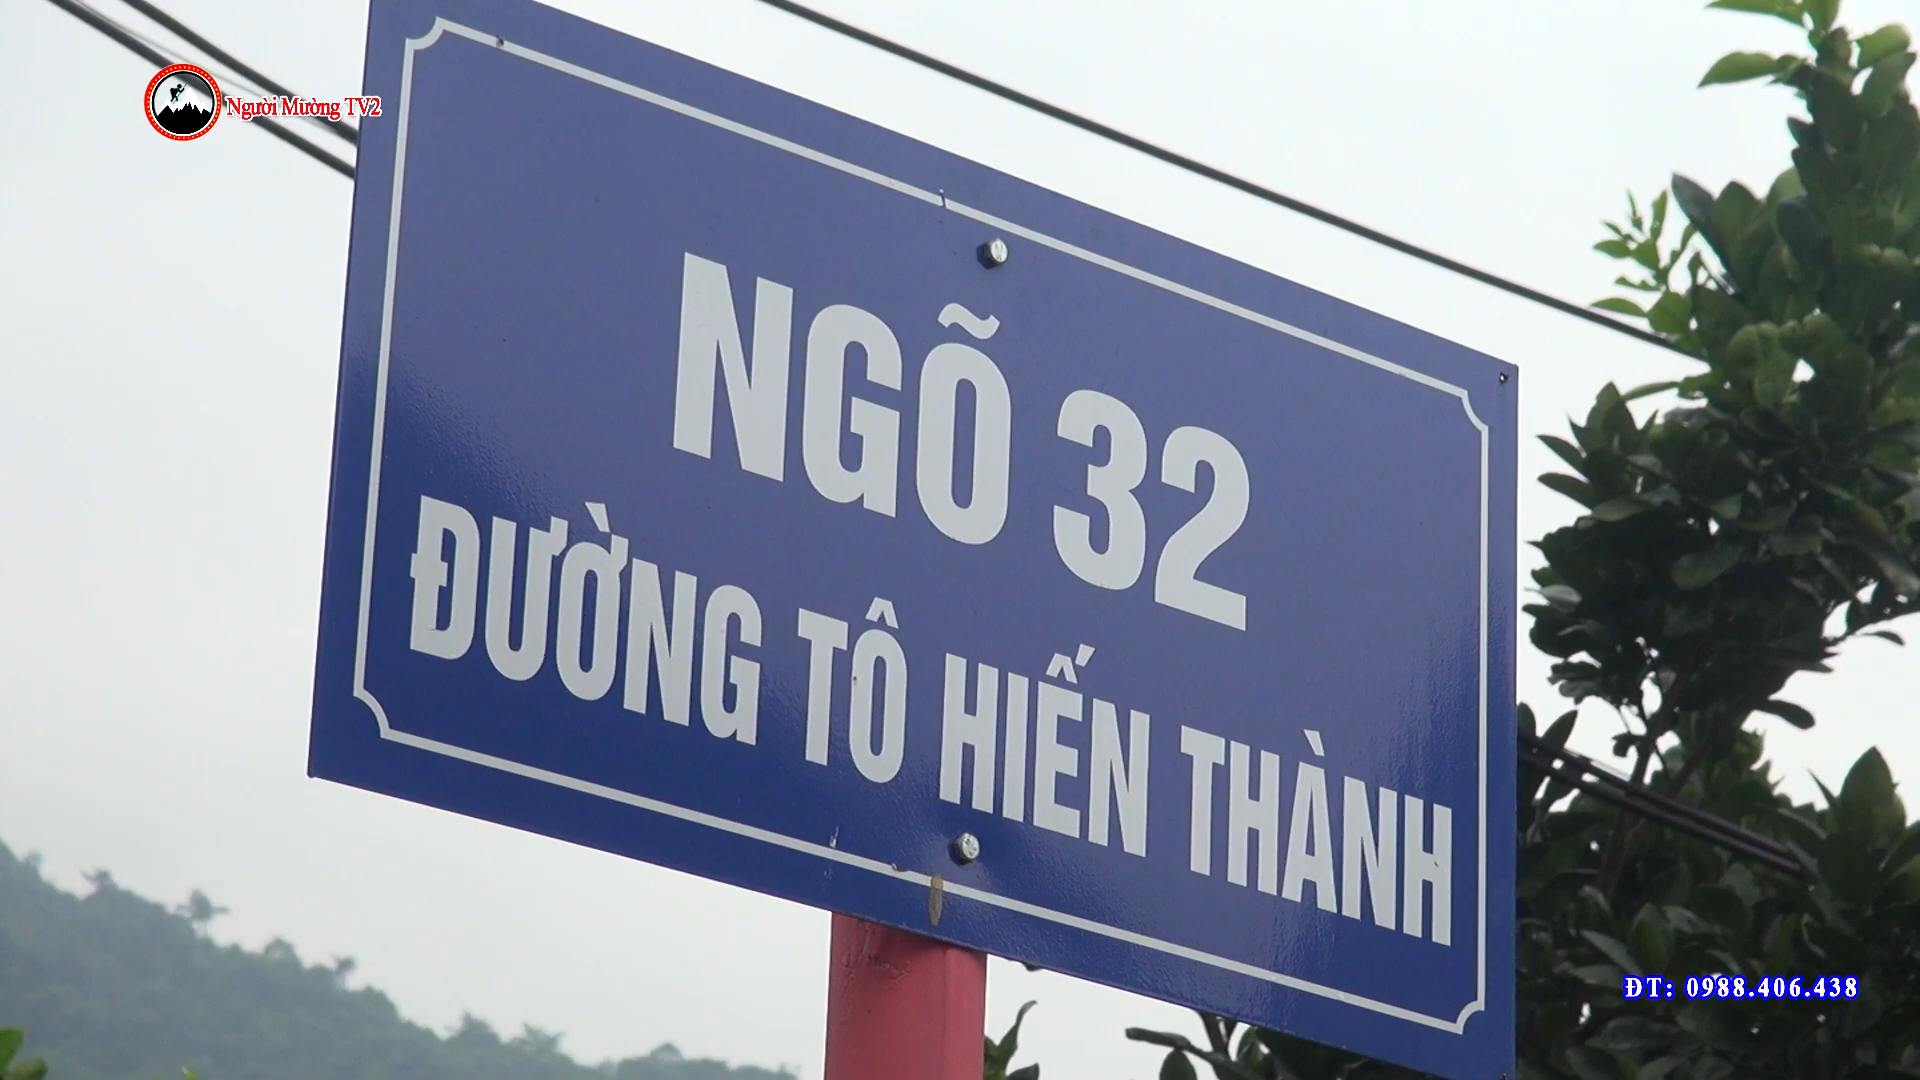 Người Mường TV2
NGÕ 32
ĐƯỜNG TÔ HIẾN THÀNH
ĐT: 0988.406.438